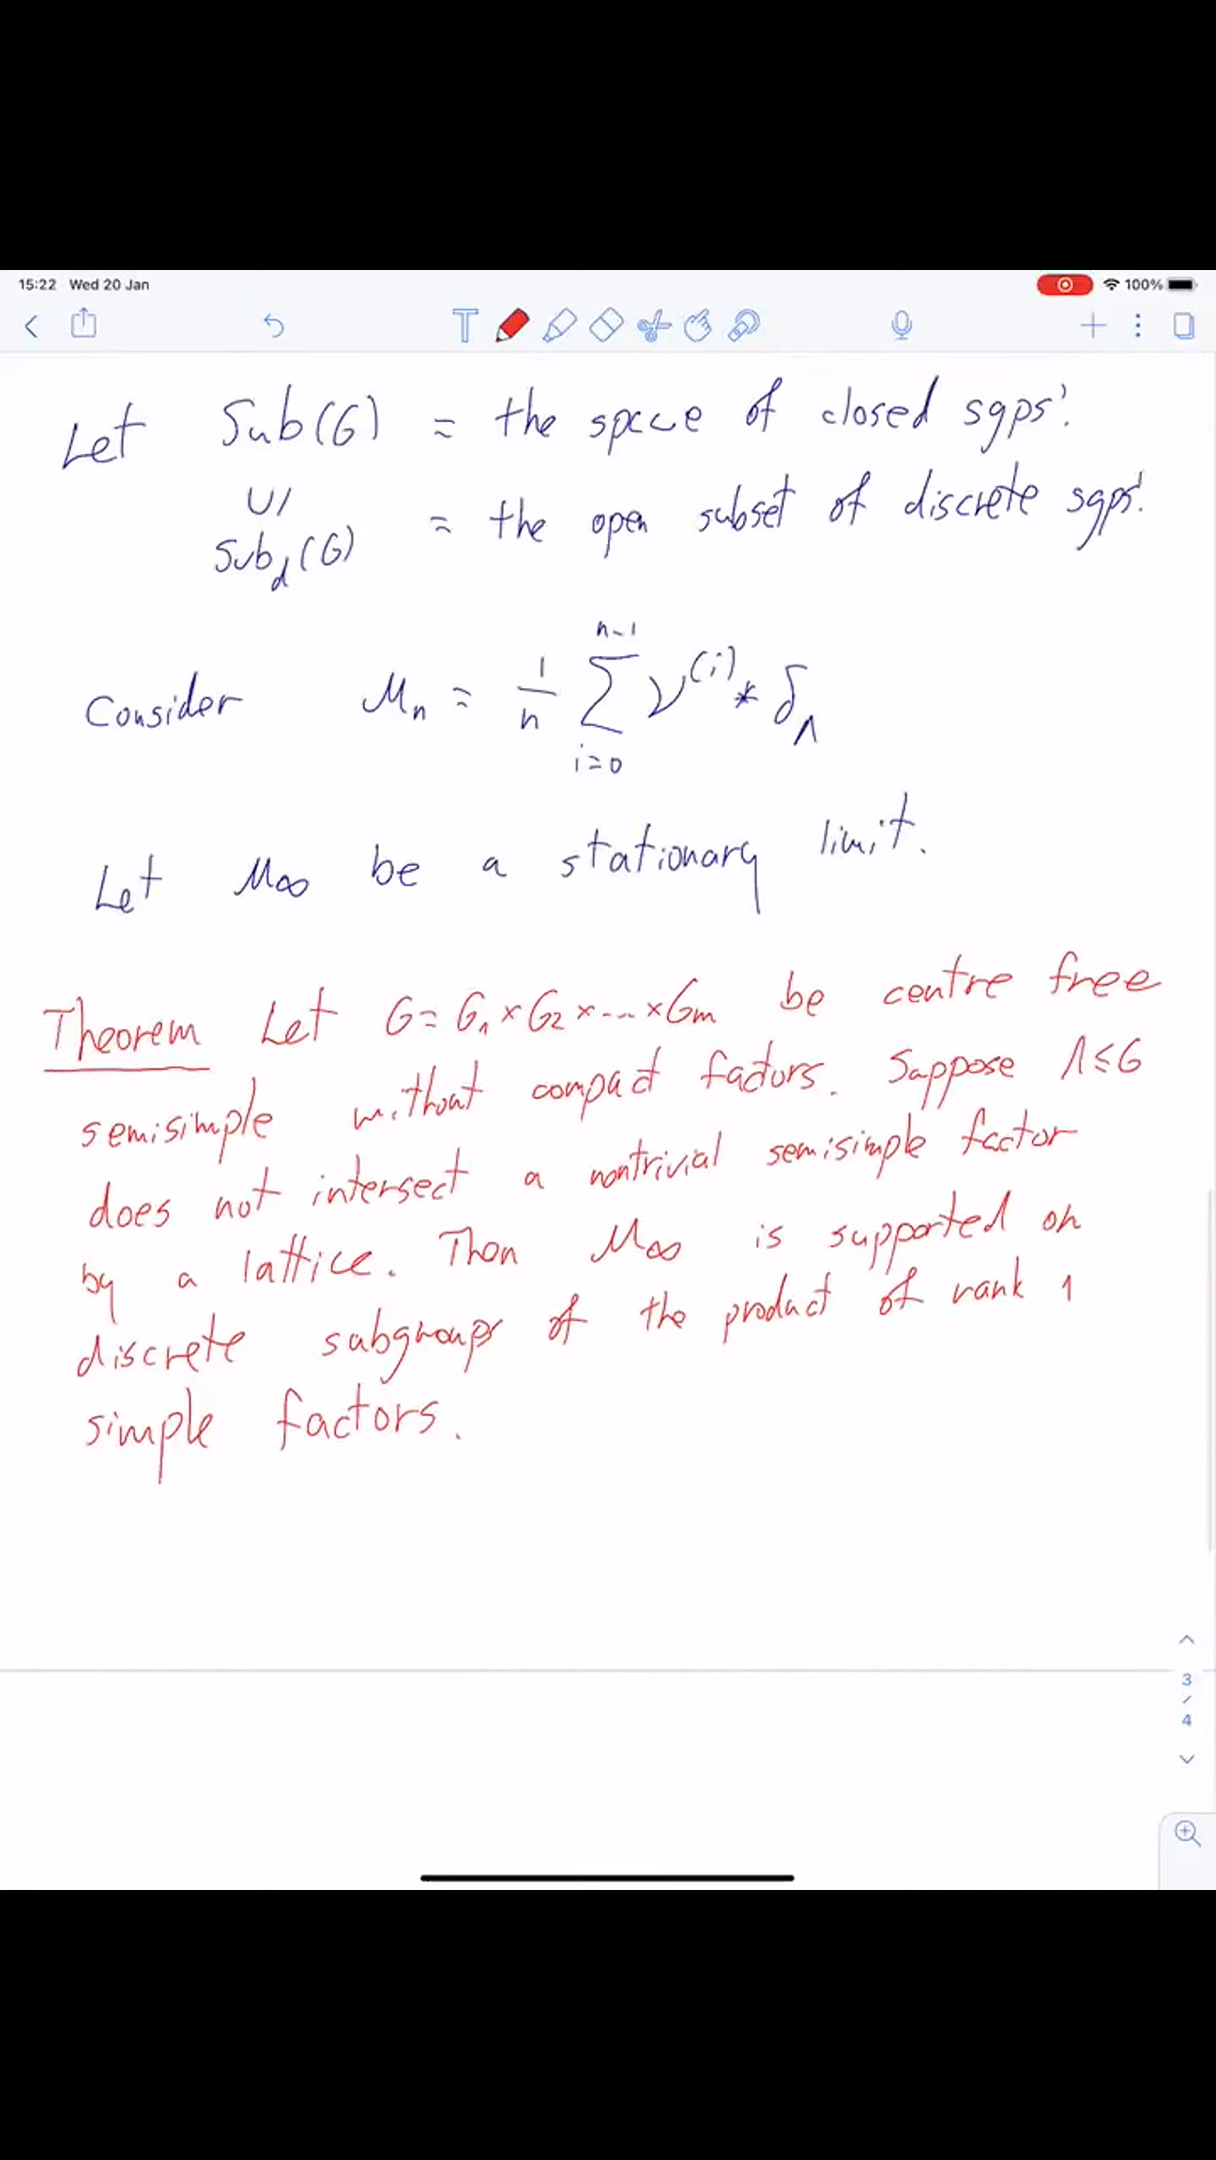 15:22 Wed 20 Jan 100%
T
Let Sub(G) = the space of closed sgps'.
U/
Sub_d(G) = the open subset of discrete sgps'.
n-1
Consider μ_n = 1/n Σ ν^(i) * δ_Λ
i=0
Let μ_∞ be a stationary limit.
Theorem Let G = G_1 × G_2 × ... × G_m be centre free
semisimple without compact factors. Suppose Λ ≤ G
does not intersect a nontrivial semisimple factor
by a lattice. Then μ_∞ is supported on
discrete subgroups of the product of rank 1
simple factors.
3
/
4